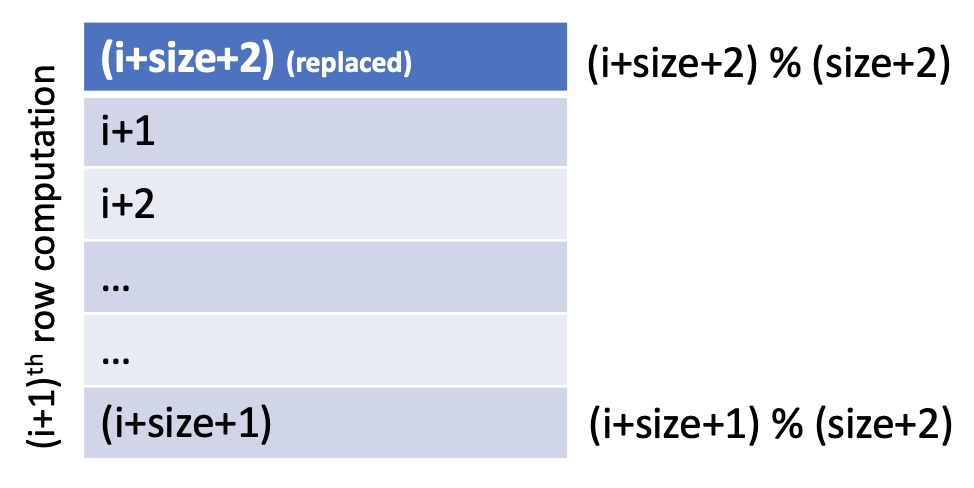 (i+1)th row computation
(i+size+2) (replaced)
(i+size+2) % (size+2)
i+1
i+2
...
...
(i+size+1)
(i+size+1) % (size+2)